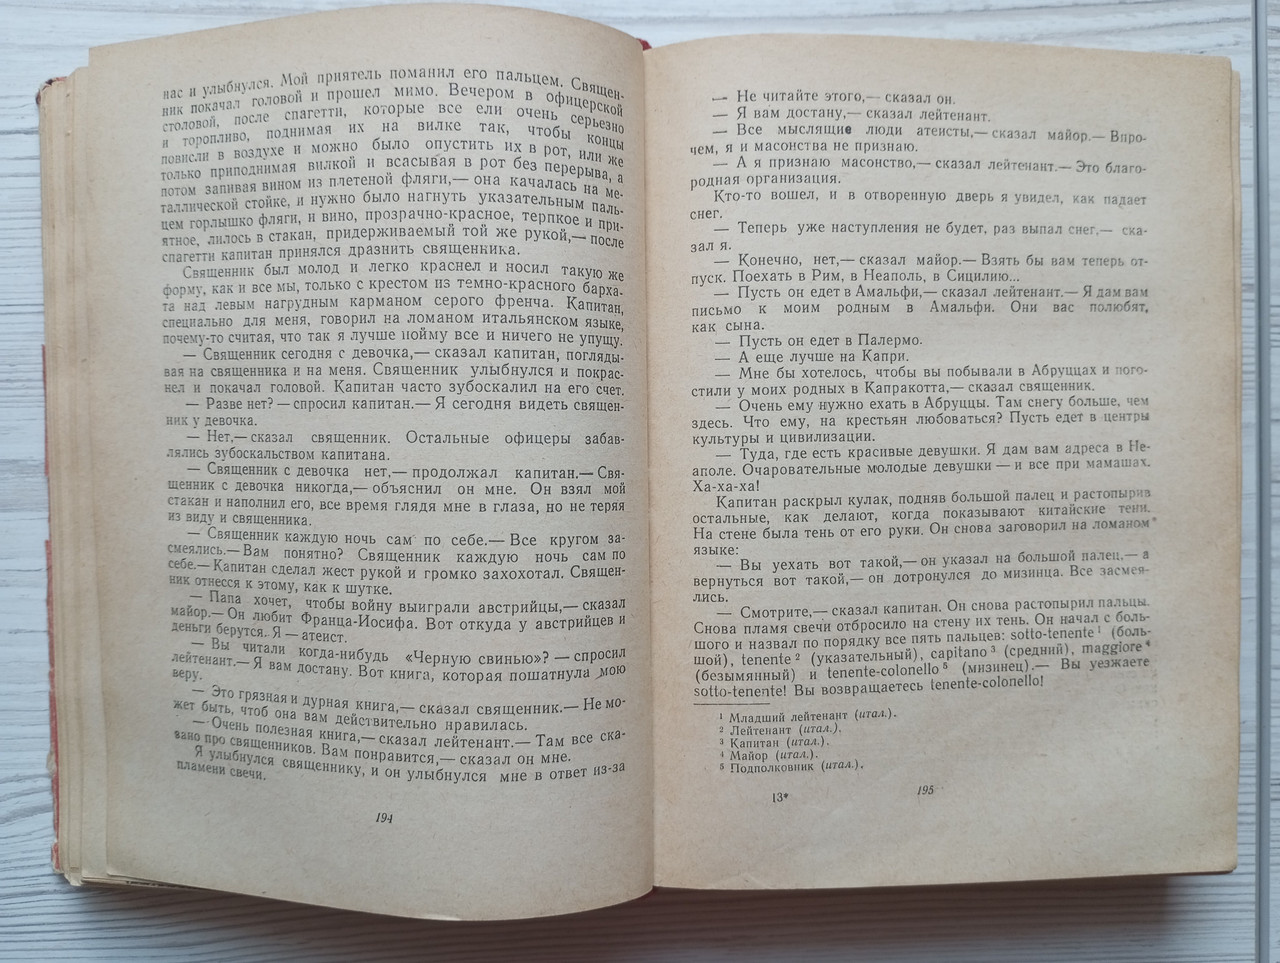 нас и улыбнулся. Мой приятель поманил его пальцем. Священ-
ник покачал головой и прошел мимо. Вечером в офицерской
столовой, после спагетти, которые все ели очень серьезно
и торопливо, поднимая их на вилке так, чтобы концы
повисли в воздухе и можно было опустить их в рот, или же
только приподнимая вилкой и всасывая в рот без перерыва, а
потом запивая вином из плетеной фляги,— она качалась на ме-
таллической стойке, и нужно было нагнуть указательным паль-
цем горлышко фляги, и вино, прозрачно-красное, терпкое и при-
ятное, лилось в стакан, придерживаемый той же рукой,— после
спагетти капитан принялся дразнить священника.
Священник был молод и легко краснел и носил такую же
форму, как и все мы, только с крестом из темно-красного барха-
та над левым нагрудным карманом серого френча. Капитан,
специально для меня, говорил на ломаном итальянском языке,
почему-то считая, что так я лучше пойму все и ничего не упущу.
— Священник сегодня с девочка,— сказал капитан, поглядь-
вая на священника и на меня. Священник улыбнулся и покрас-
нел и покачал головой. Капитан часто зубоскалил на его счет.
— Разве нет? — спросил капитан.— Я сегодня видеть священ-
ник у девочка.
— Нет,— сказал священник. Остальные офицеры забав-
лялись зубоскальством капитана.
— Священник с девочка нет,— продолжал капитан.— Свя-
щенник с девочка никогда,— объяснил он мне. Он взял мой
стакан и наполнил его, все время глядя мне в глаза, но не теряя
из виду и священника.
— Священник каждую ночь сам по себе.— Все кругом за-
смеялись.— Вам понятно? Священник каждую ночь сам по
себе.— Капитан сделал жест рукой и громко захохотал. Священ-
ник отнесся к этому, как к шутке.
— Папа хочет, чтобы войну выиграли австрийцы,— сказал
майор.— Он любит Франца-Иосифа. Вот откуда у австрийцев и
деньги берутся. Я — атеист.
— Вы читали когда-нибудь «Черную свинью»? — спросил
лейтенант.— Я вам достану. Вот книга, которая пошатнула мою
веру.
— Это грязная и дурная книга,— сказал священник.— Не мо-
жет быть, чтоб она вам действительно нравилась.
— Очень полезная книга,— сказал лейтенант.— Там все ска-
зано про священников. Вам понравится,— сказал он мне.
Я улыбнулся священнику, и он улыбнулся мне в ответ из-за
пламени свечи.
194
— Не читайте этого,— сказал он.
— Я вам достану,— сказал лейтенант.
— Все мыслящие люди атеисты,— сказал майор.— Впро-
чем, я и масонства не признаю.
— А я признаю масонство,— сказал лейтенант.— Это благо-
родная организация.
Кто-то вошел, и в отворенную дверь я увидел, как падает
снег.
— Теперь уже наступления не будет, раз выпал снег,— ска-
зал я.
— Конечно, нет,— сказал майор.— Взять бы вам теперь от-
пуск. Поехать в Рим, в Неаполь, в Сицилию...
— Пусть он едет в Амальфи,— сказал лейтенант.— Я дам вам
письмо к моим родным в Амальфи. Они вас полюбят,
как сына.
— Пусть он едет в Палермо.
— А еще лучше на Капри.
— Мне бы хотелось, чтобы вы побывали в Абруццах и пого-
стили у моих родных в Капракотта,— сказал священник.
— Очень ему нужно ехать в Абруццы. Там снегу больше, чем
здесь. Что ему, на крестьян любоваться? Пусть едет в центры
культуры и цивилизации.
— Туда, где есть красивые девушки. Я дам вам адреса в Не-
аполе. Очаровательные молодые девушки — и все при мамашах.
Ха-ха-ха!
Капитан раскрыл кулак, подняв большой палец и растопырив
остальные, как делают, когда показывают китайские тени.
На стене была тень от его руки. Он снова заговорил на ломаном
языке:
— Вы уехать вот такой,— он указал на большой палец,— а
вернуться вот такой,— он дотронулся до мизинца. Все засмея-
лись.
— Смотрите,— сказал капитан. Он снова растопырил пальцы.
Снова пламя свечи отбросило на стену их тень. Он начал с боль-
шого и назвал по порядку все пять пальцев: sotto-tenente ¹ (боль-
шой), tenente ² (указательный), capitano ³ (средний), maggiore ⁴
(безымянный) и tenente-colonello ⁵ (мизинец).— Вы уезжаете
sotto-tenente! Вы возвращаетесь tenente-colonello!
¹ Младший лейтенант (итал.).
² Лейтенант (итал.).
³ Капитан (итал.).
⁴ Майор (итал.).
⁵ Подполковник (итал.).
13*
195